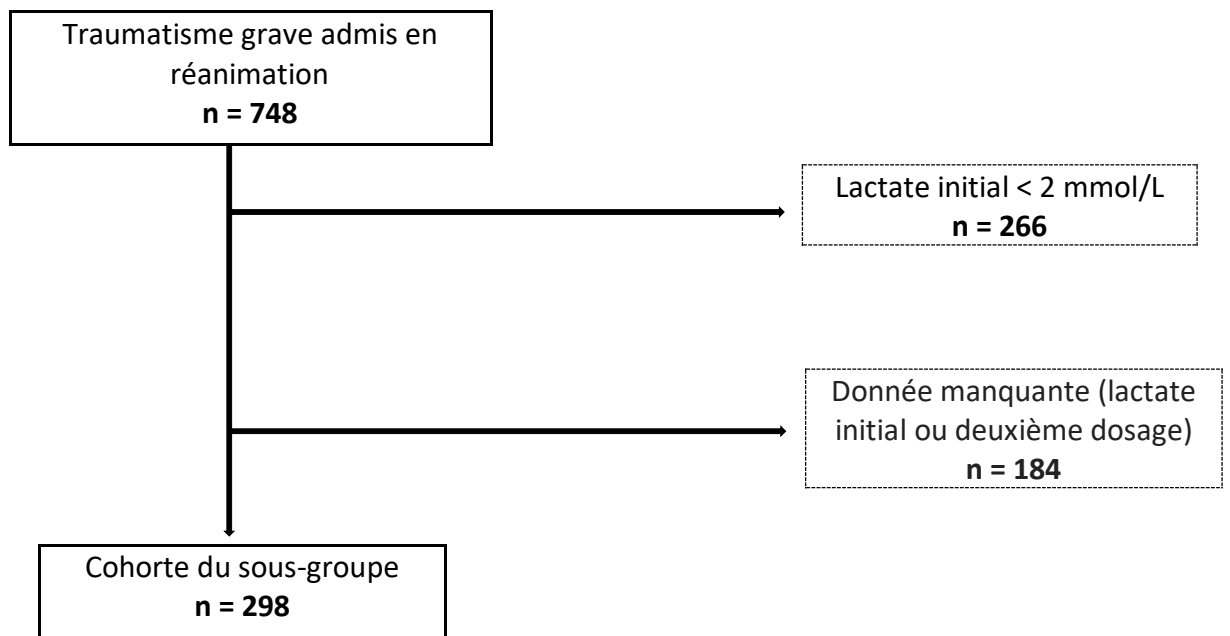 Traumatisme grave admis en
réanimation
n = 748
Lactate initial < 2 mmol/L
n = 266
Donnée manquante (lactate
initial ou deuxième dosage)
n = 184
Cohorte du sous-groupe
n = 298